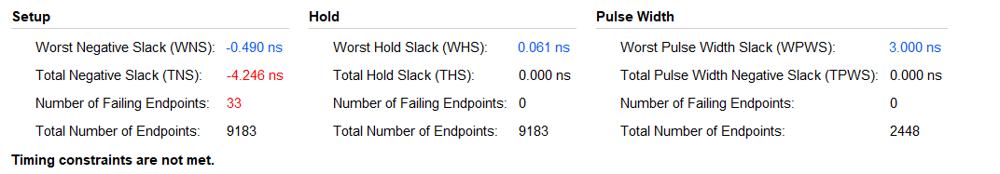 Setup Hold Pulse Width
Worst Negative Slack (WNS): -0.490 ns Worst Hold Slack (WHS): 0.061 ns Worst Pulse Width Slack (WPWS): 3.000 ns
Total Negative Slack (TNS): -4.246 ns Total Hold Slack (THS): 0.000 ns Total Pulse Width Negative Slack (TPWS): 0.000 ns
Number of Failing Endpoints: 33 Number of Failing Endpoints: 0 Number of Failing Endpoints: 0
Total Number of Endpoints: 9183 Total Number of Endpoints: 9183 Total Number of Endpoints: 2448
Timing constraints are not met.